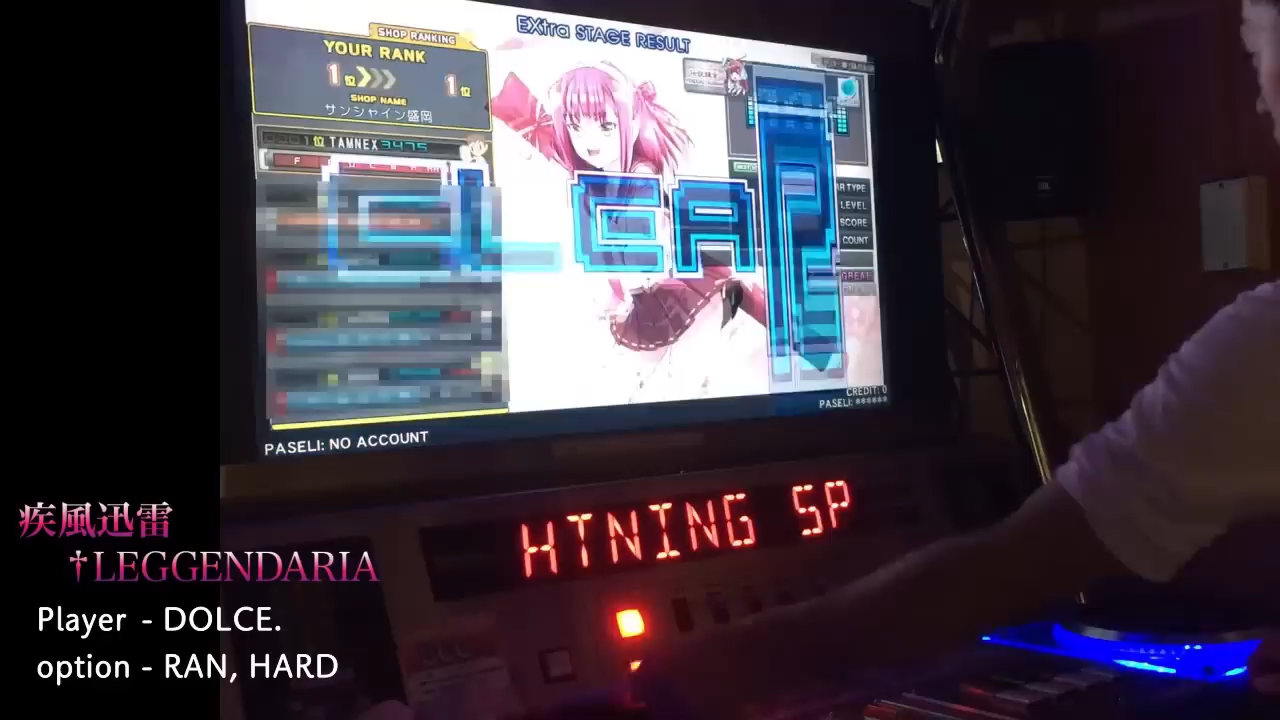 EXtra STAGE RESULT
SHOP RANKING
YOUR RANK
1位
1位
SHOP NAME
サンシャイン盛岡
1位 TAMNEX 3475
CLEAR
LEVEL
SCORE
COUNT
GREAT
CREDIT: 0
PASELI: ******
PASELI: NO ACCOUNT
HTNING SP
疾風迅雷
†LEGGENDARIA
Player - DOLCE.
option - RAN, HARD